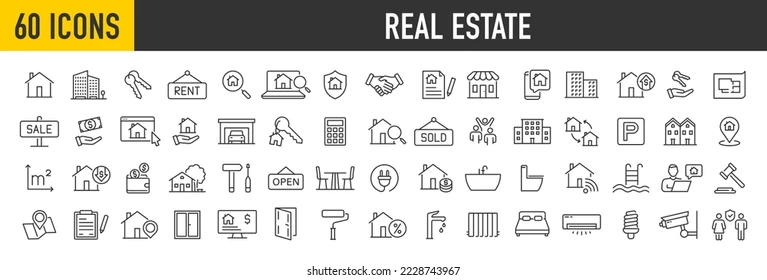 60 ICONS
REAL ESTATE
RENT
SALE
SOLD
P
m²
$
OPEN
$
%
shutterstock.com · 2228743967